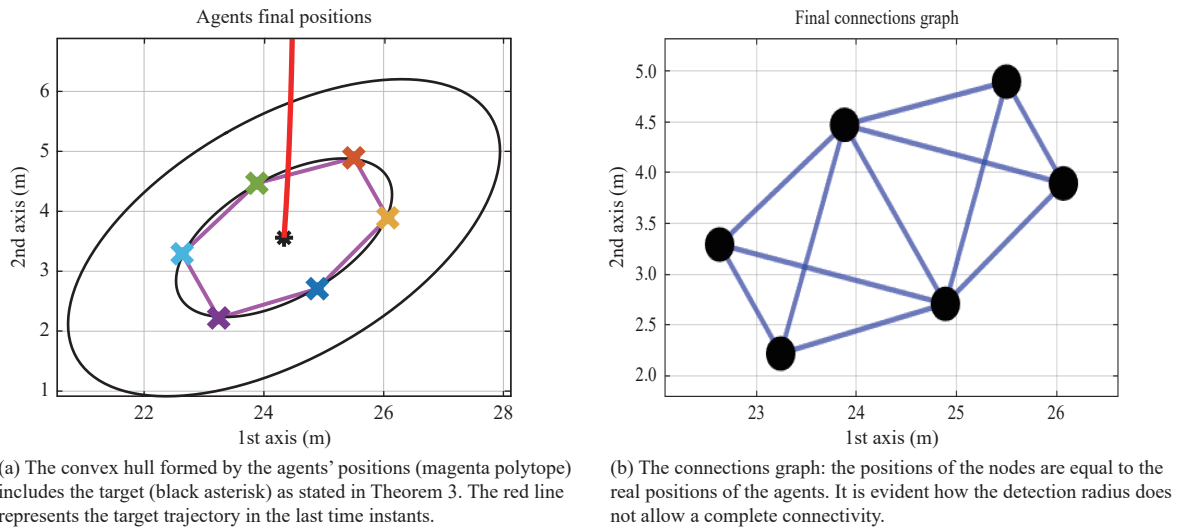 Agents final positions
6
5
4
3
2
1
2nd axis (m)
22 24 26 28
1st axis (m)
(a) The convex hull formed by the agents’ positions (magenta polytope)
includes the target (black asterisk) as stated in Theorem 3. The red line
represents the target trajectory in the last time instants.
Final connections graph
5.0
4.5
4.0
3.5
3.0
2.5
2.0
2nd axis (m)
23 24 25 26
1st axis (m)
(b) The connections graph: the positions of the nodes are equal to the
real positions of the agents. It is evident how the detection radius does
not allow a complete connectivity.